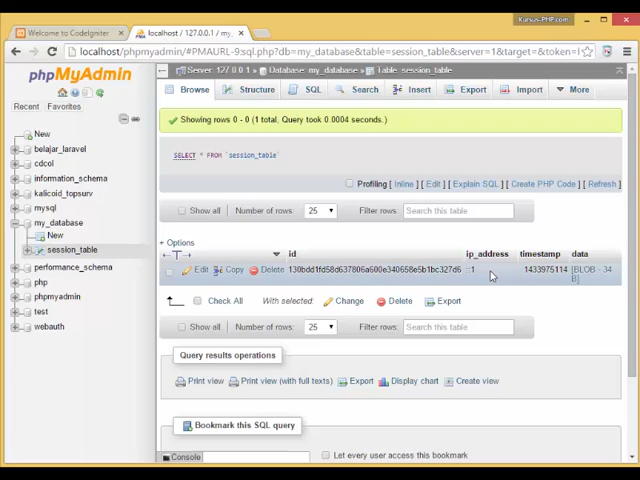 Kursus-PHP.com
Welcome to CodeIgniter
localhost / 127.0.0.1 / my_
localhost/phpmyadmin/#PMAURL-9:sql.php?db=my_database&table=session_table&server=1&target=&token=
phpMyAdmin
Recent Favorites
New
belajar_laravel
cdcol
information_schema
kalicoid_topsurv
mysql
my_database
New
session_table
performance_schema
php
phpmyadmin
test
webauth
Server: 127.0.0.1 » Database: my_database » Table: session_table
Browse Structure SQL Search Insert Export Import More
Showing rows 0 - 0 (1 total, Query took 0.0004 seconds.)
SELECT * FROM `session_table`
Profiling [ Inline ] [ Edit ] [ Explain SQL ] [ Create PHP Code ] [ Refresh ]
Show all Number of rows: 25 Filter rows: Search this table
+ Options
id ip_address timestamp data
Edit Copy Delete 130bd1fd58d637806a600e340658e5b1bc327d6 ::1 1433975114 [BLOB - 34
B]
Check All With selected: Change Delete Export
Show all Number of rows: 25 Filter rows: Search this table
Query results operations
Print view Print view (with full texts) Export Display chart Create view
Bookmark this SQL query
Console
Let every user access this bookmark